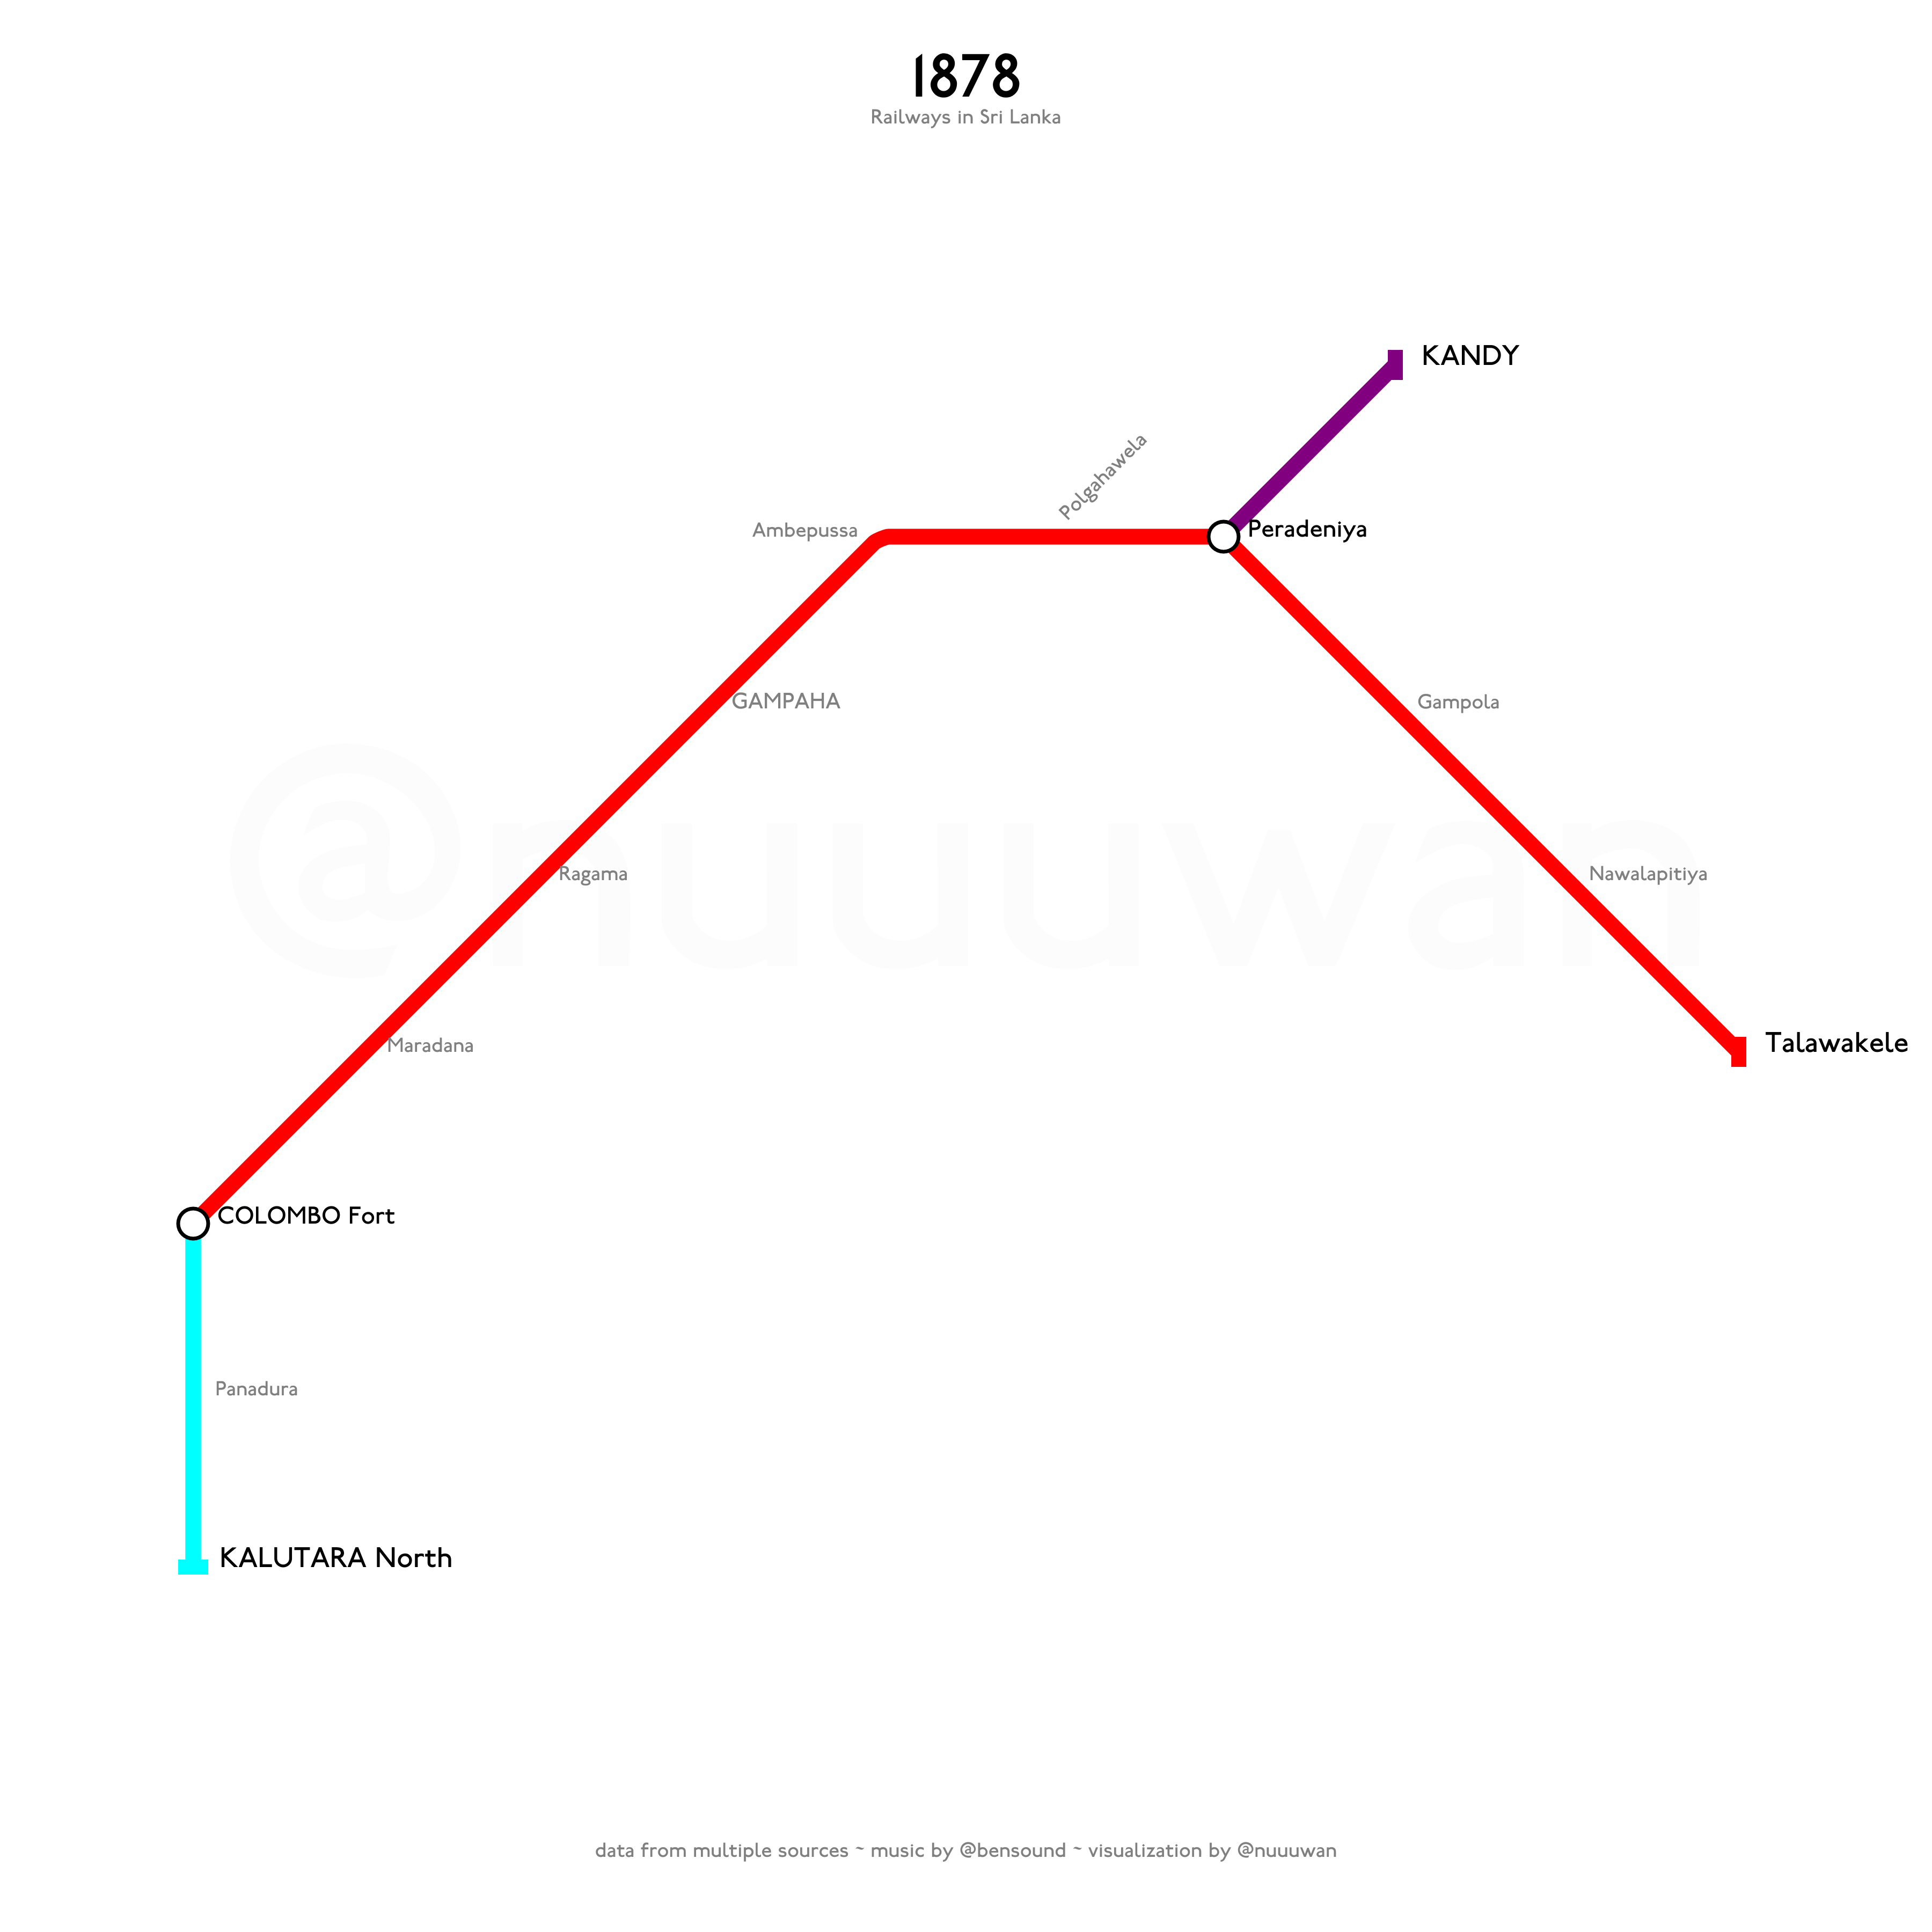 1878
Railways in Sri Lanka
KANDY
Polgahawela
Ambepussa
Peradeniya
GAMPAHA
Gampola
@nuuuwan
Ragama
Nawalapitiya
Maradana
Talawakele
COLOMBO Fort
Panadura
KALUTARA North
data from multiple sources ~ music by @bensound ~ visualization by @nuuuwan